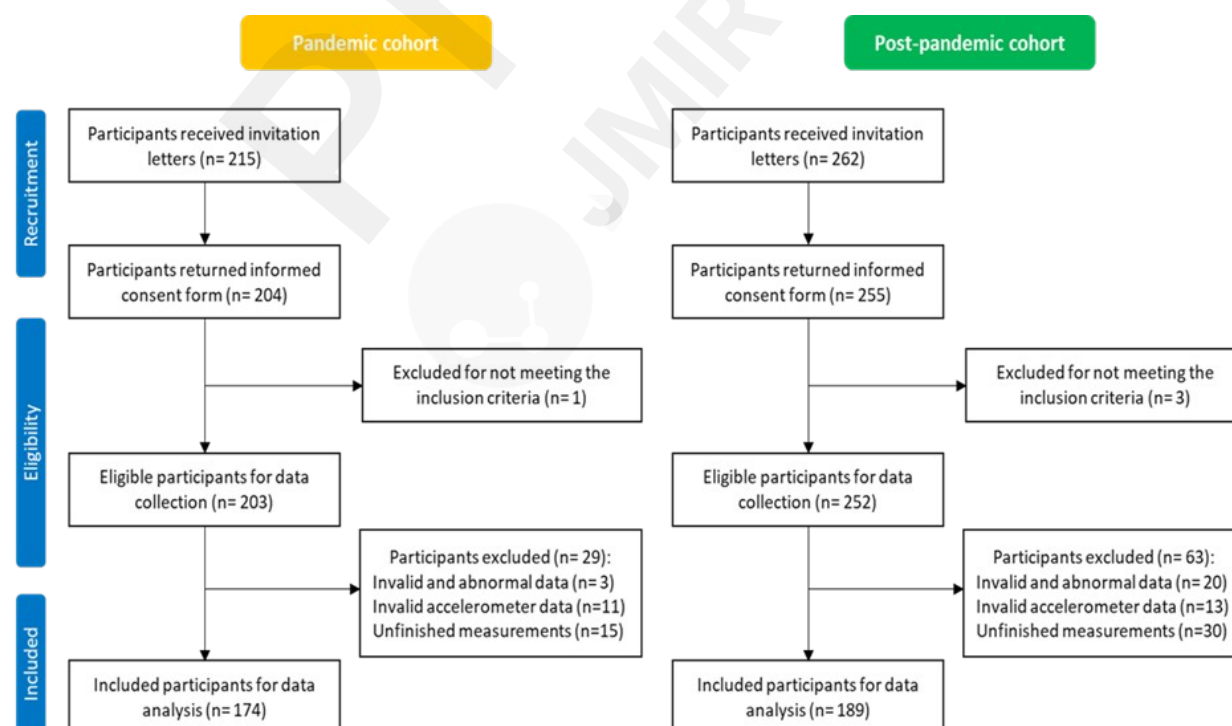 Pandemic cohort
Post-pandemic cohort
Recruitment
Participants received invitation
letters (n= 215)
Participants received invitation
letters (n= 262)
Participants returned informed
consent form (n= 204)
Participants returned informed
consent form (n= 255)
Eligibility
Excluded for not meeting the
inclusion criteria (n= 1)
Excluded for not meeting the
inclusion criteria (n= 3)
Eligible participants for data
collection (n= 203)
Eligible participants for data
collection (n= 252)
Participants excluded (n= 29):
Invalid and abnormal data (n= 3)
Invalid accelerometer data (n=11)
Unfinished measurements (n=15)
Participants excluded (n= 63):
Invalid and abnormal data (n= 20)
Invalid accelerometer data (n=13)
Unfinished measurements (n=30)
Included
Included participants for data
analysis (n= 174)
Included participants for data
analysis (n= 189)
JMIR